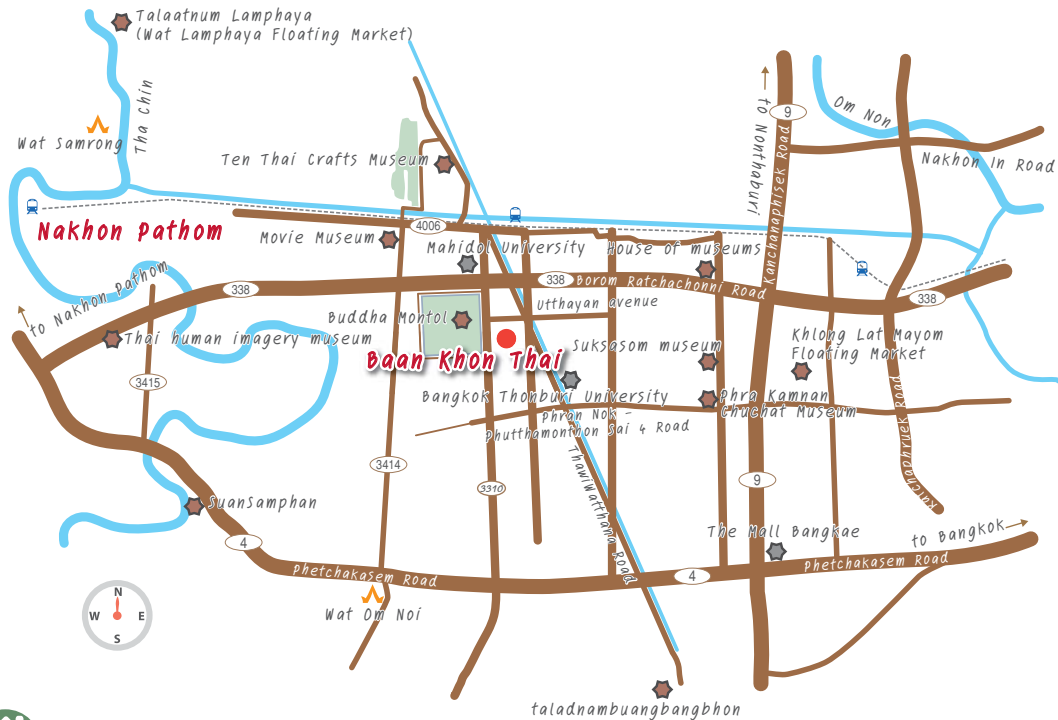 Talaatnum Lamphaya
(Wat Lamphaya Floating Market)
Tha Chin
Wat Samrong
Ten Thai Crafts Museum
to Nonthaburi
9
Kanchanaphisek Road
Om Non
Nakhon In Road
Nakhon Pathom
4006
Movie Museum
Mahidol University
House of museums
to Nakhon Pathom
338
338
Borom Ratchachonni Road
338
Utthayan avenue
Buddha Montol
Thai human imagery museum
Baan Khon Thai
Suksasom museum
Khlong Lat Mayom
Floating Market
3415
Bangkok Thonburi University
Phra Kamnan
Chuchat Museum
Phran Nok -
Phutthamonthon Sai 4 Road
Kulchaphruek Road
3414
3310
Thawiwatthana Road
9
Suansamphan
4
The Mall Bangkae
to Bangkok
Phetchakasem Road
4
Phetchakasem Road
Wat Om Noi
N
W
E
S
taladnambuangbangbhon